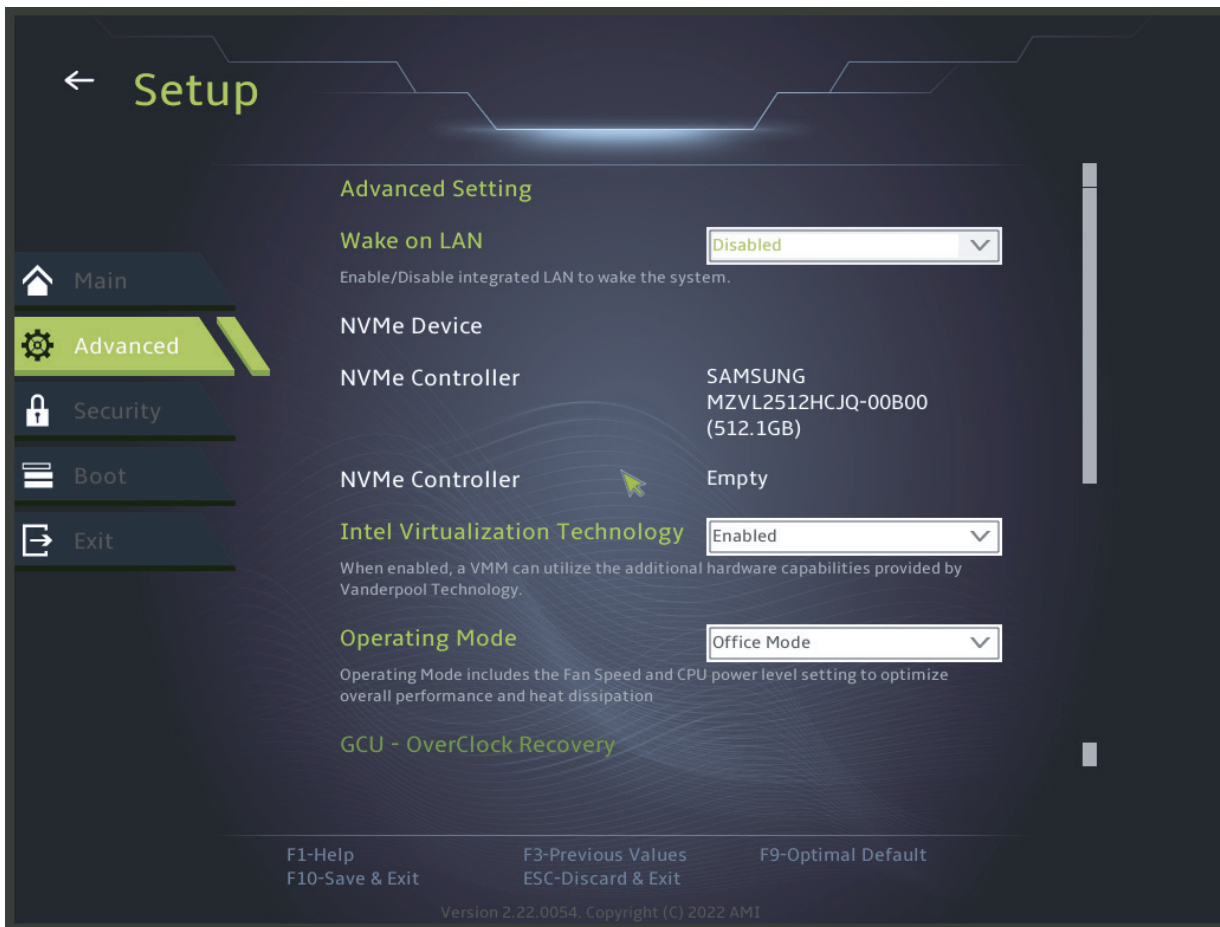 Setup
Advanced Setting
Wake on LAN
Disabled
Enable/Disable integrated LAN to wake the system.
Main
NVMe Device
Advanced
NVMe Controller
SAMSUNG
MZVL2512HCJQ-00B00
(512.1GB)
Security
Boot
NVMe Controller
Empty
Exit
Intel Virtualization Technology
Enabled
When enabled, a VMM can utilize the additional hardware capabilities provided by
Vanderpool Technology.
Operating Mode
Office Mode
Operating Mode includes the Fan Speed and CPU power level setting to optimize
overall performance and heat dissipation
GCU - OverClock Recovery
F1-Help
F3-Previous Values
F9-Optimal Default
F10-Save & Exit
ESC-Discard & Exit
Version 2.22.0054. Copyright (C) 2022 AMI